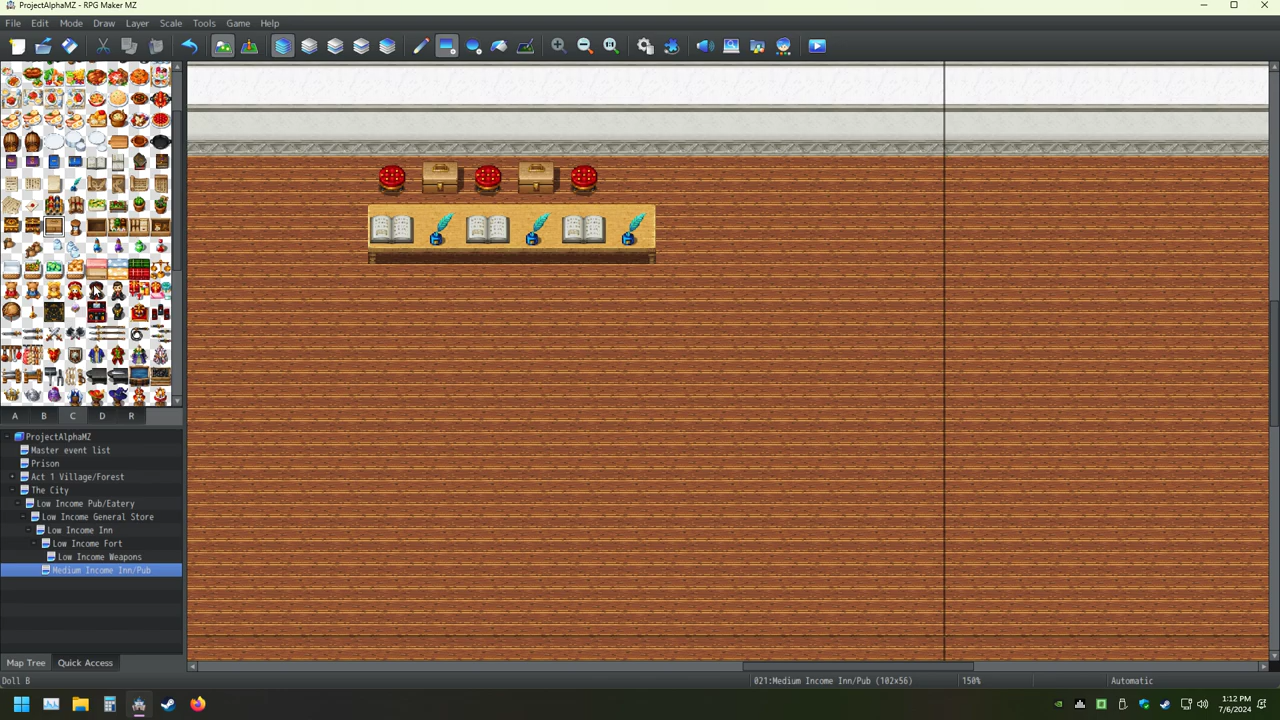 ProjectAlphaMZ - RPG Maker MZ
File Edit Mode Draw Layer Scale Tools Game Help
A B C D R
ProjectAlphaMZ
Master event list
Prison
Act 1 Village/Forest
The City
Low Income Pub/Eatery
Low Income General Store
Low Income Inn
Low Income Fort
Low Income Weapons
Medium Income Inn/Pub
Map Tree Quick Access
Doll B 021:Medium Income Inn/Pub (102x56) 150% Automatic
1:12 PM
7/6/2024